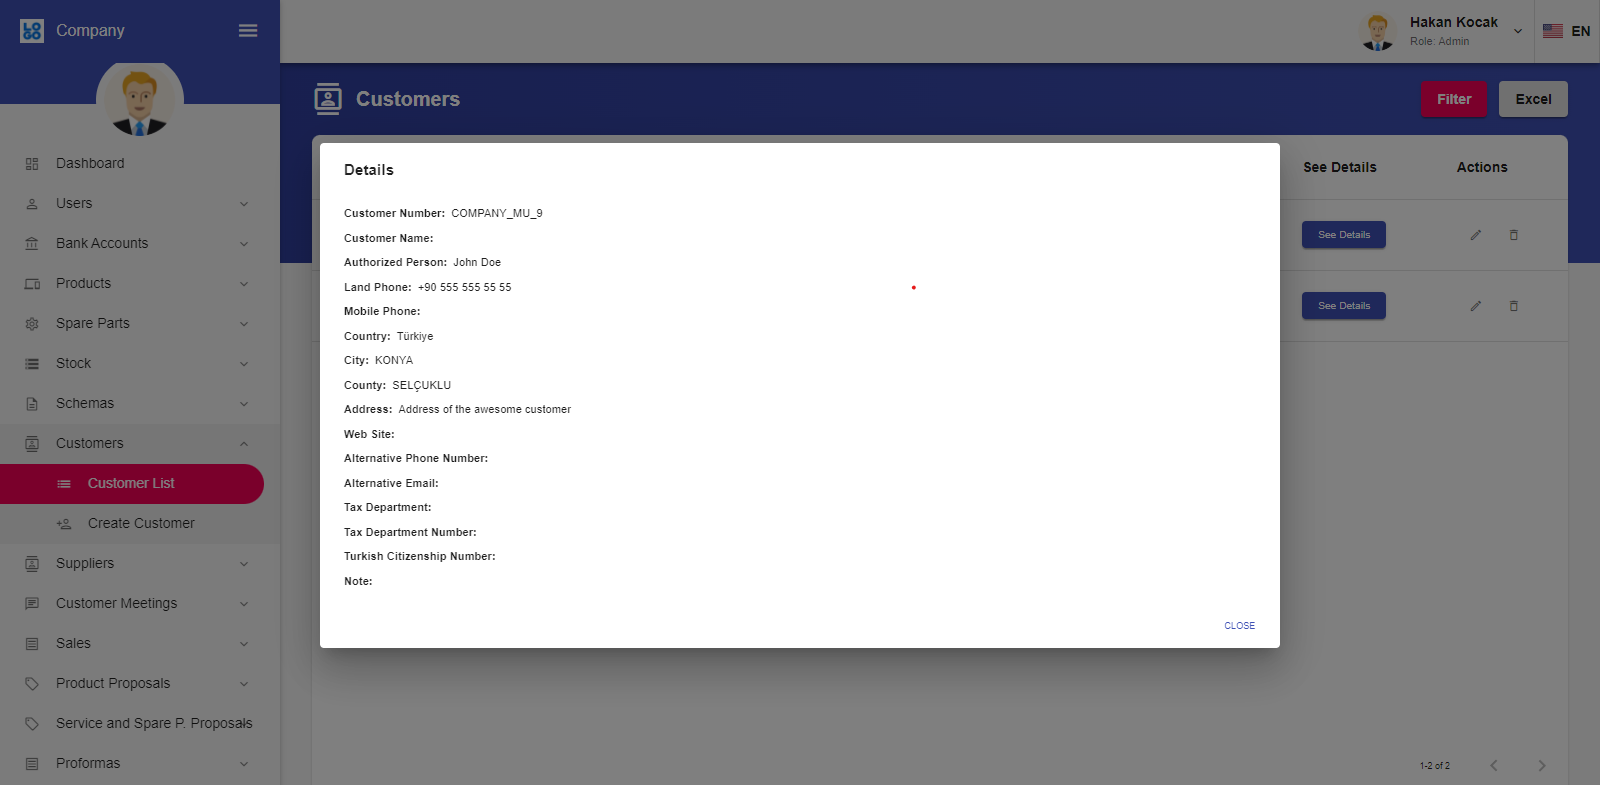 LOGO
Company
Hakan Kocak
Role: Admin
EN
Customers
Filter
Excel
Dashboard
Users
Bank Accounts
Products
Spare Parts
Stock
Schemas
Customers
Customer List
Create Customer
Suppliers
Customer Meetings
Sales
Product Proposals
Service and Spare P. Proposals
Proformas
See Details
Actions
See Details
See Details
Details
Customer Number: COMPANY_MU_9
Customer Name:
Authorized Person: John Doe
Land Phone: +90 555 555 55 55
Mobile Phone:
Country: Türkiye
City: KONYA
County: SELÇUKLU
Address: Address of the awesome customer
Web Site:
Alternative Phone Number:
Alternative Email:
Tax Department:
Tax Department Number:
Turkish Citizenship Number:
Note:
CLOSE
1-2 of 2